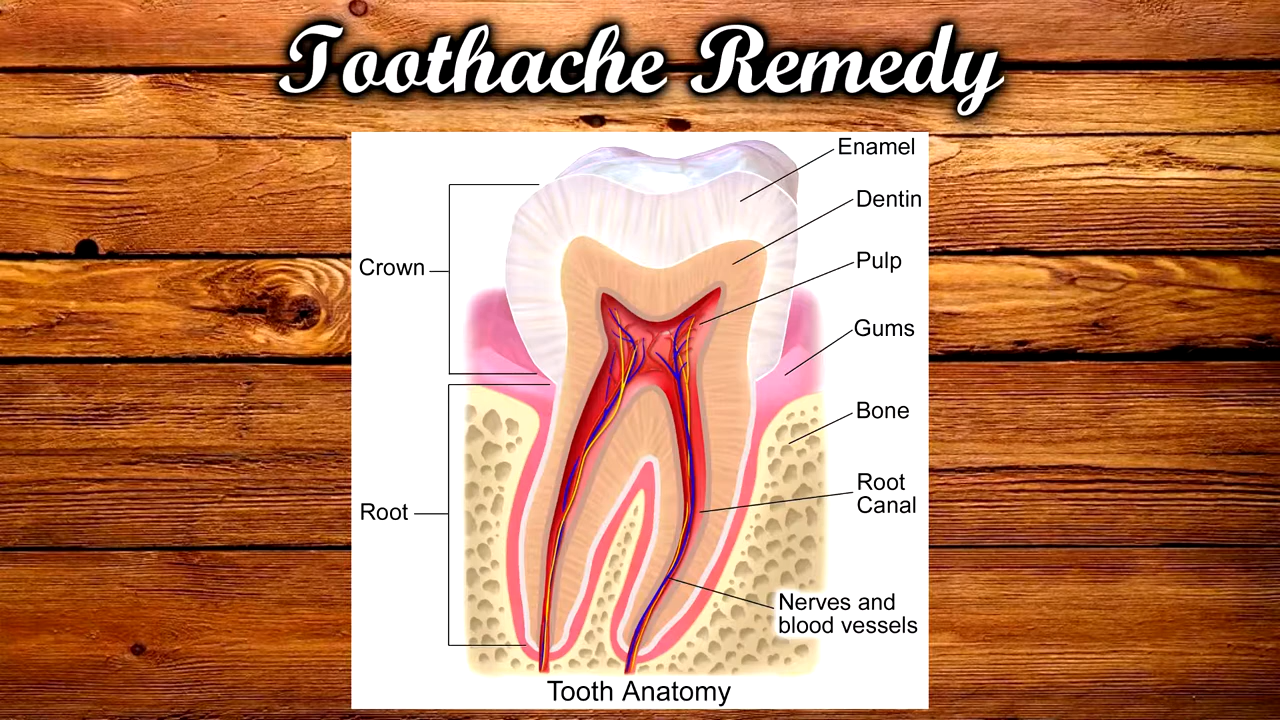 Toothache Remedy
Enamel
Dentin
Crown
Pulp
Gums
Bone
Root
Canal
Root
Nerves and
blood vessels
Tooth Anatomy